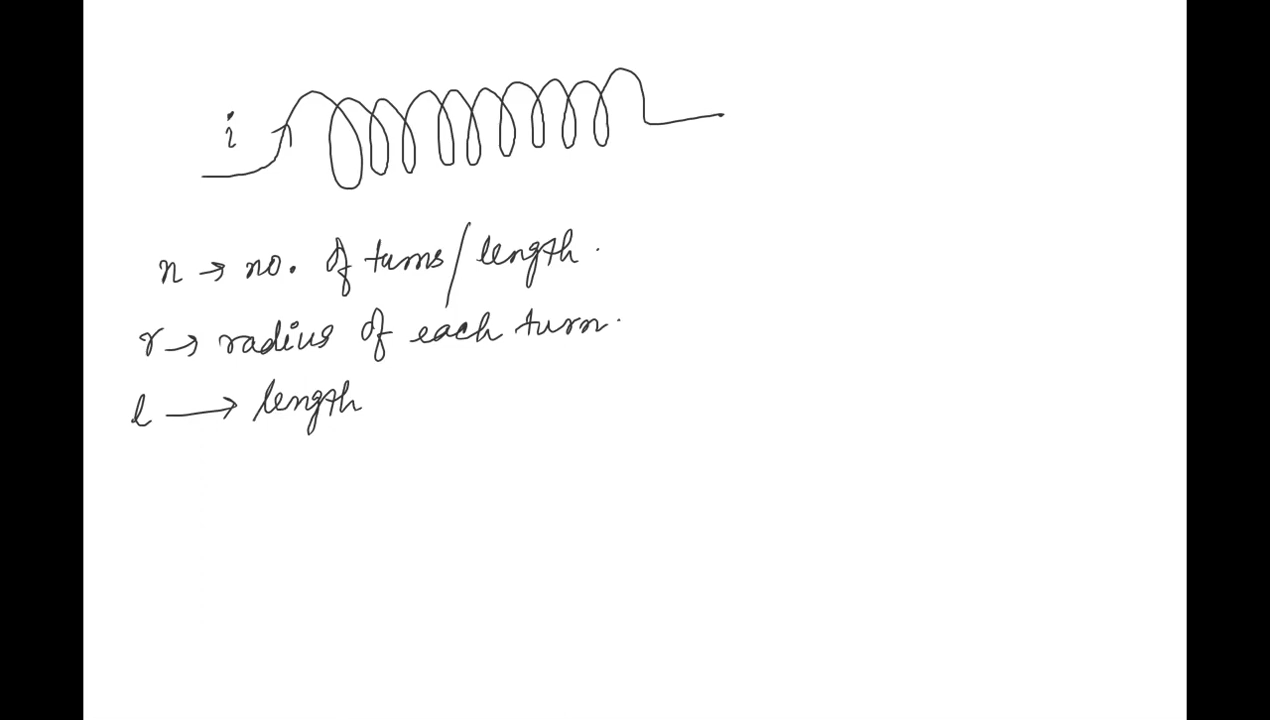 i
n → no. of turns/length.
r → radius of each turn.
l → length